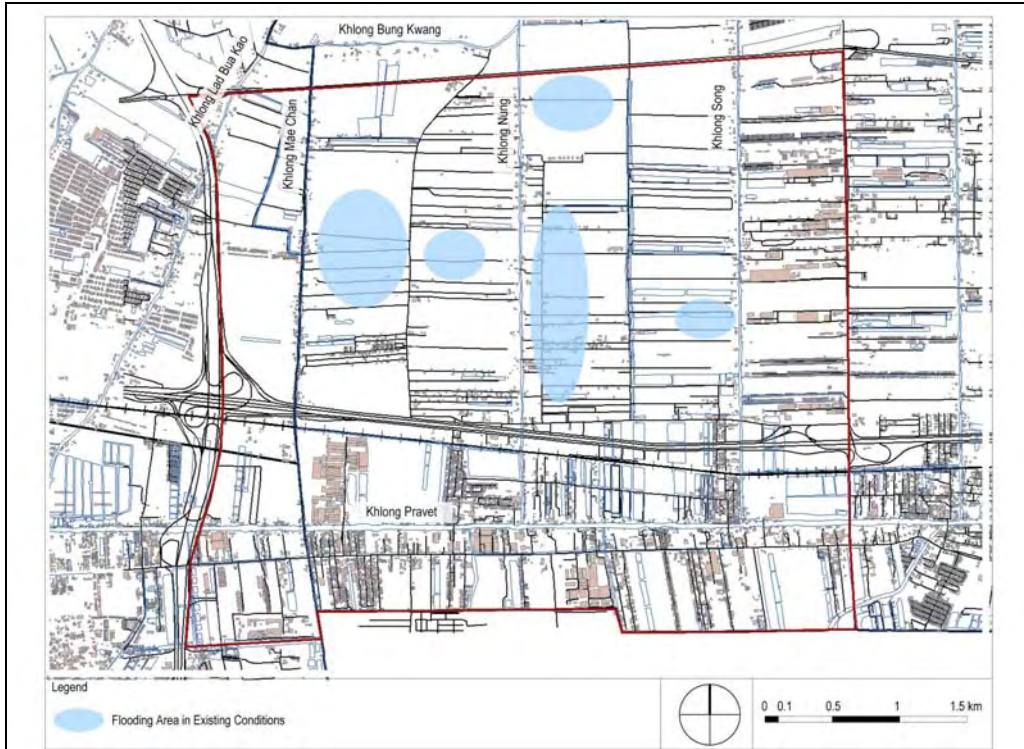 Khlong Bung Kwang
Khlong Lad Bua Kao
Khlong Mae Chan
Khlong Nung
Khlong Song
Khlong Pravet
Legend
Flooding Area in Existing Conditions
0 0.1 0.5 1 1.5 km